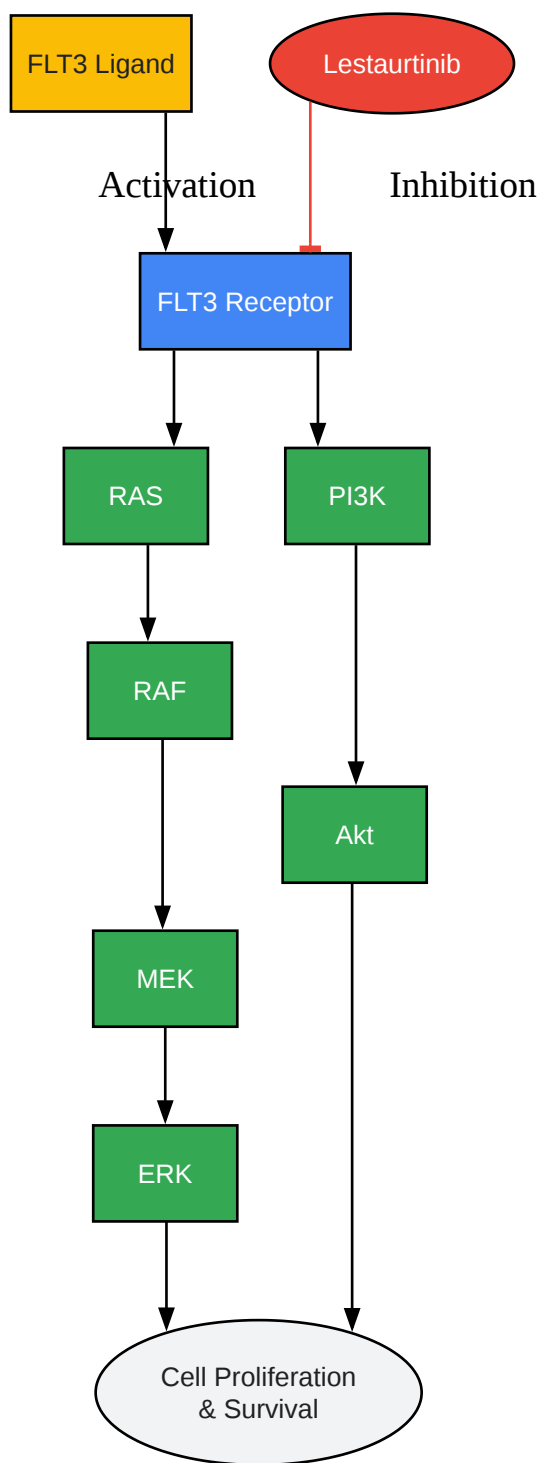 FLT3 Ligand
Lestaurtinib
Activation
Inhibition
FLT3 Receptor
RAS
PI3K
RAF
Akt
MEK
ERK
Cell Proliferation
& Survival